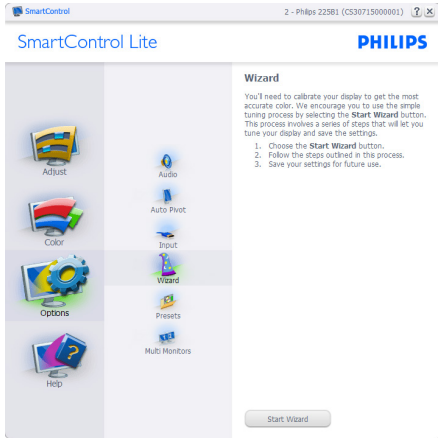 SmartControl
2 - Philips 225B1 (CS30715000001)
?
X
SmartControl Lite
PHILIPS
Adjust
Color
Options
?
Help
Audio
Auto Pivot
Input
Wizard
Presets
1 2
Multi Monitors
Wizard
You'll need to calibrate your display to get the most
accurate color. We encourage you to use the simple
tuning process by selecting the Start Wizard button.
This process involves a series of steps that will let you
tune your display and save the settings.
1. Choose the Start Wizard button.
2. Follow the steps outlined in this process.
3. Save your settings for future use.
Start Wizard